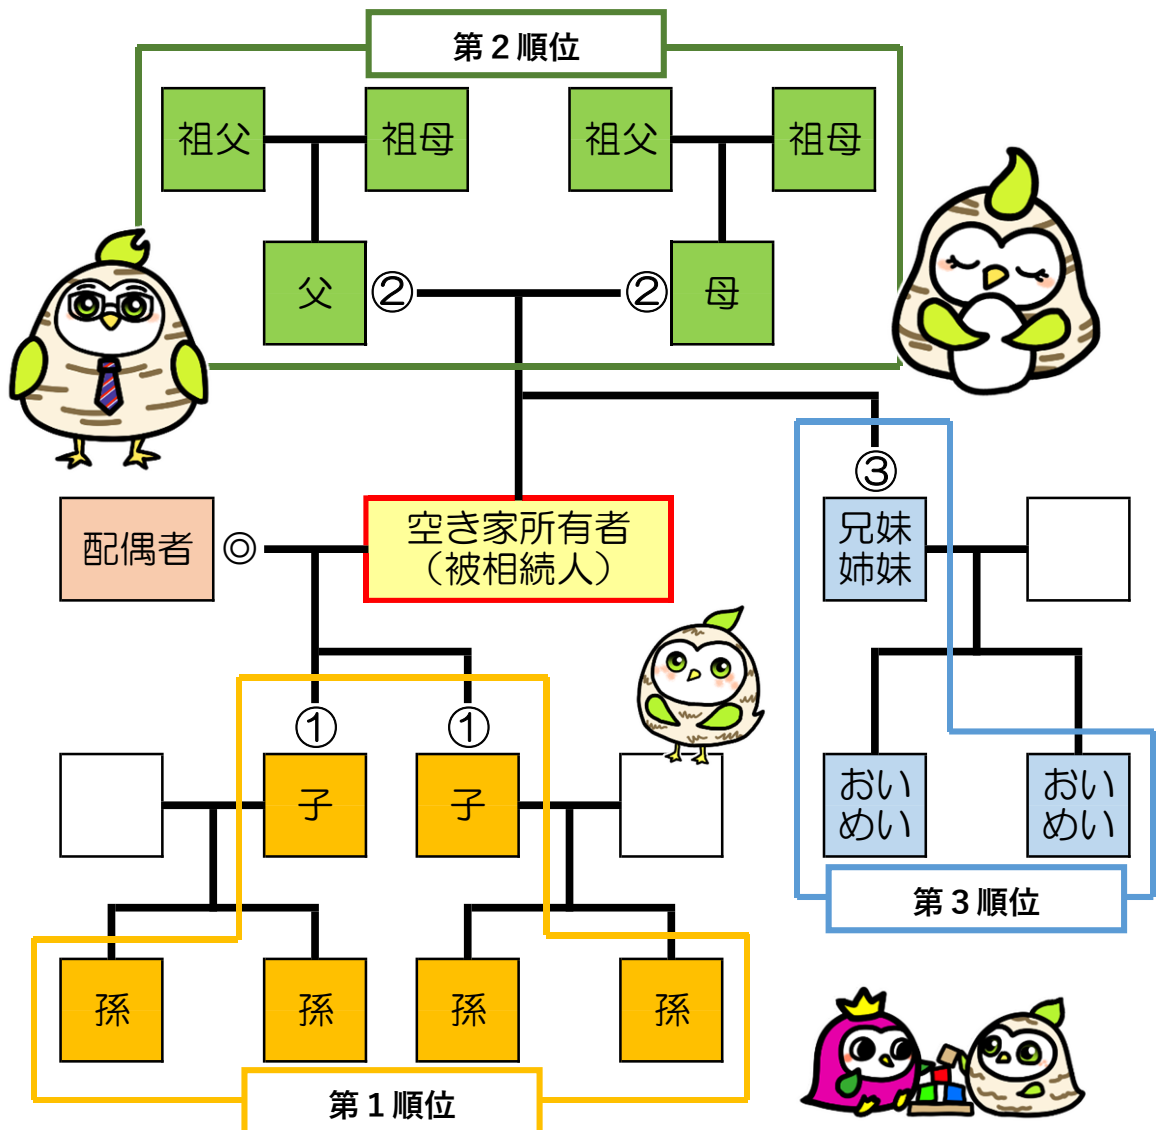 第２順位
祖父
祖母
祖父
祖母
父
②
②
母
③
配偶者
◎
空き家所有者
（被相続人）
兄妹
姉妹
①
①
子
子
おい
めい
おい
めい
第３順位
孫
孫
孫
孫
第１順位